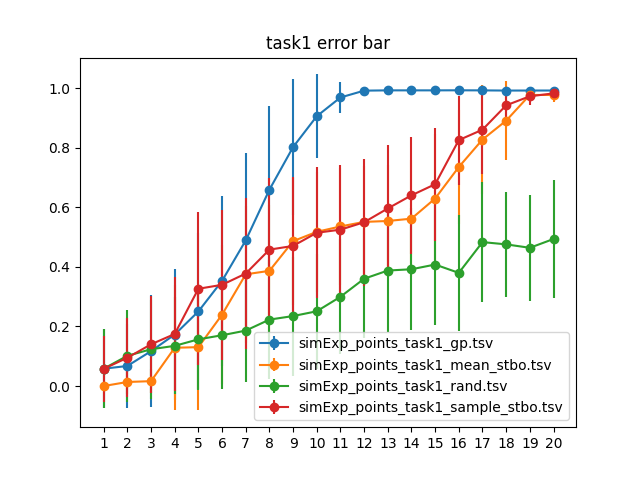 task1 error bar
1.0
0.8
0.6
0.4
0.2
0.0
simExp_points_task1_gp.tsv
simExp_points_task1_mean_stbo.tsv
simExp_points_task1_rand.tsv
simExp_points_task1_sample_stbo.tsv
1 2 3 4 5 6 7 8 9 10 11 12 13 14 15 16 17 18 19 20